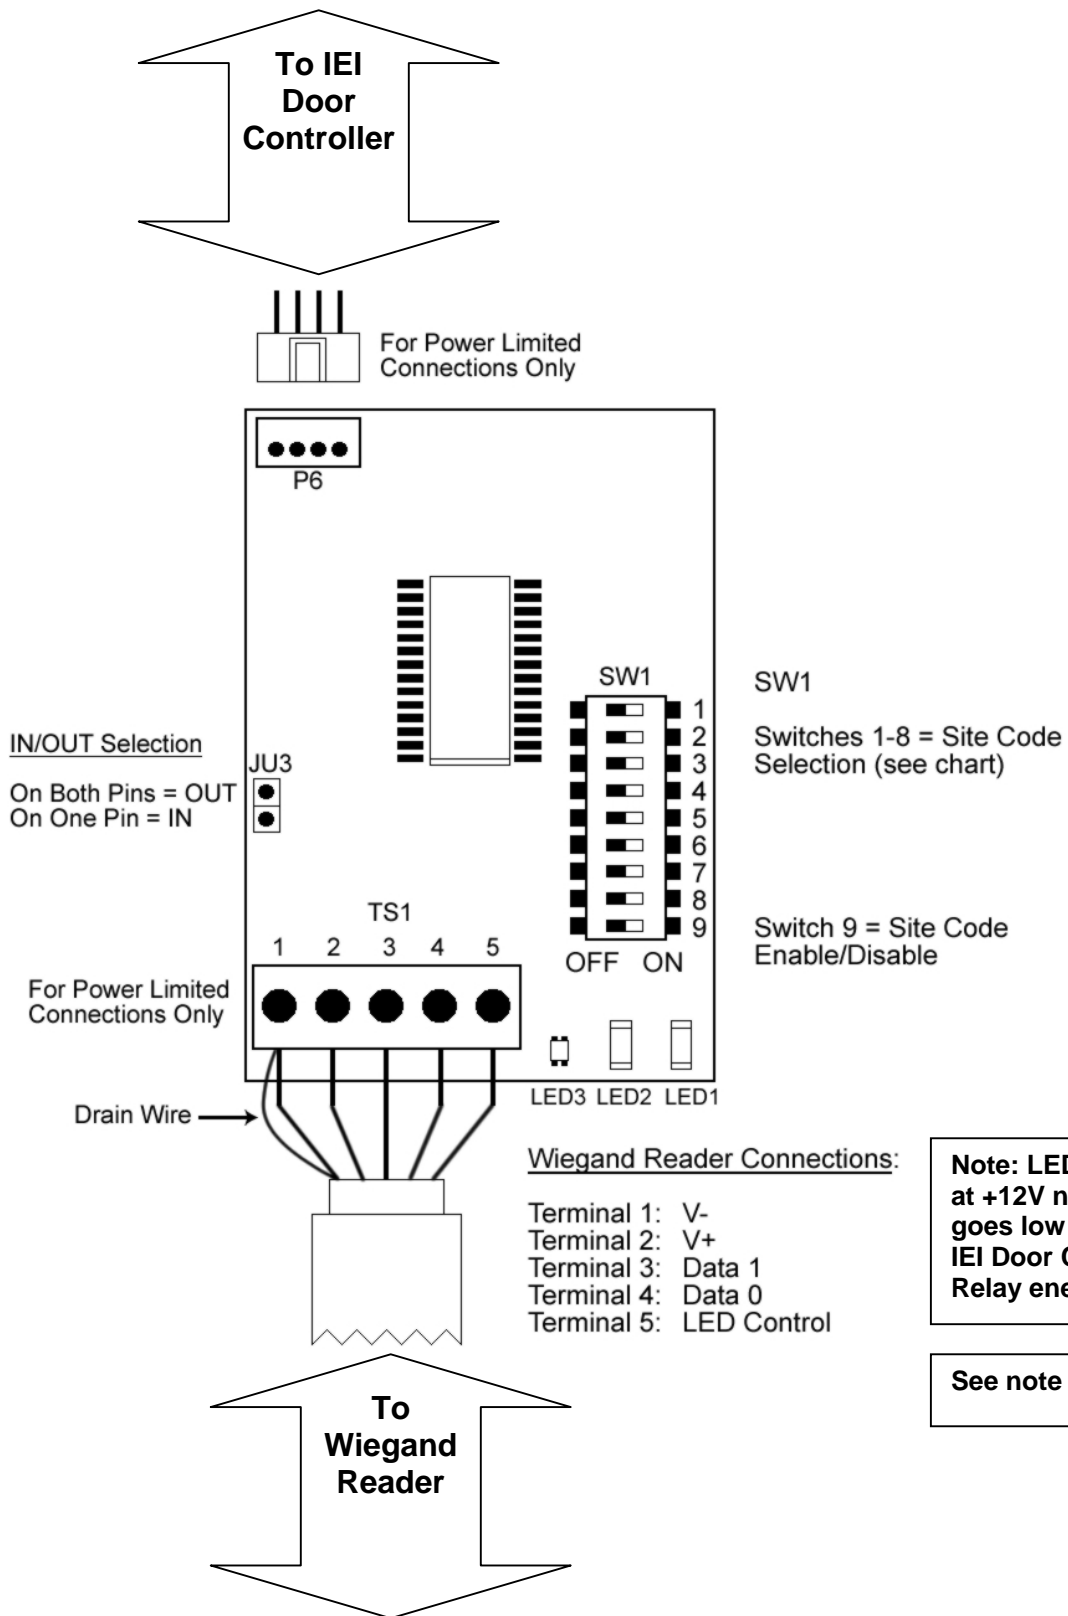 To IEI
Door
Controller
For Power Limited
Connections Only
P6
SW1
1
2
3
4
5
6
7
8
9
OFF ON
SW1
Switches 1-8 = Site Code
Selection (see chart)
Switch 9 = Site Code
Enable/Disable
IN/OUT Selection
On Both Pins = OUT
On One Pin = IN
JU3
TS1
1 2 3 4 5
For Power Limited
Connections Only
LED3 LED2 LED1
Drain Wire
Wiegand Reader Connections:
Terminal 1: V-
Terminal 2: V+
Terminal 3: Data 1
Terminal 4: Data 0
Terminal 5: LED Control
Note: LED
at +12V n
goes low
IEI Door C
Relay ene
See note
To
Wiegand
Reader